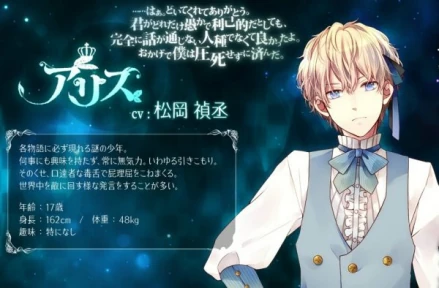 ……はぁ。どいてくれてありがとう。
君がどれだけ愚かで利己的だとしても、
完全に話が通じない人種でなくて良かったよ。
おかげで僕は圧死せずに済んだ。
アリス
cv：松岡 禎丞
各物語に必ず現れる謎の少年。
何事にも興味を持たず、常に無気力。いわゆる引きこもり。
そのくせ、口達者な毒舌で屁理屈をこねまくる。
世界中を敵に回す様な発言をすることが多い。
年齢：17歳
身長：162cm / 体重：48kg
趣味：特になし